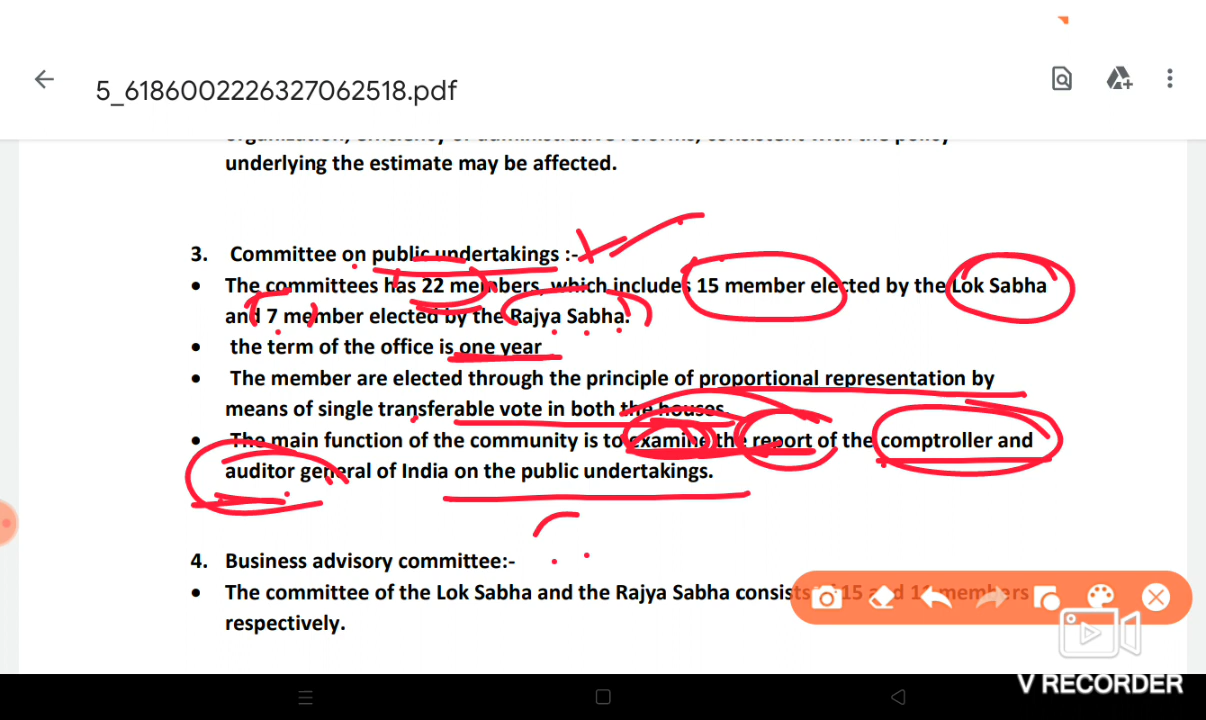 5_6186002226327062518.pdf
underlying the estimate may be affected.
3. Committee on public undertakings :-
• The committees has 22 members, which includes 15 member elected by the Lok Sabha
and 7 member elected by the Rajya Sabha.
• the term of the office is one year
• The member are elected through the principle of proportional representation by
means of single transferable vote in both the houses.
• The main function of the community is to examine the report of the comptroller and
auditor general of India on the public undertakings.
4. Business advisory committee:-
• The committee of the Lok Sabha and the Rajya Sabha consists 15 members
respectively.
V RECORDER